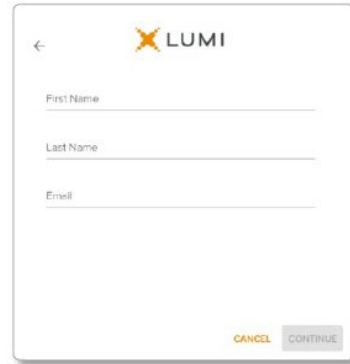 LUMI
First Name
Last Name
Email
CANCEL CONTINUE